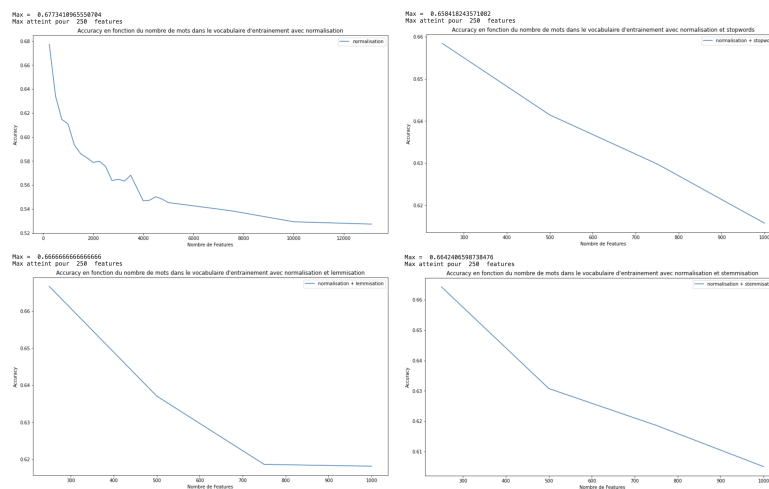 Max = 0.6773410965550704
Max atteint pour 250 features
Accuracy en fonction du nombre de mots dans le vocabulaire d'entrainement avec normalisation
normalisation
Accuracy
0.68
0.66
0.64
0.62
0.60
0.58
0.56
0.54
0.52
0 2000 4000 6000 8000 10000 12000
Nombre de Features
Max = 0.658418243571082
Max atteint pour 250 features
Accuracy en fonction du nombre de mots dans le vocabulaire d'entrainement avec normalisation et stopwords
normalisation + stopwo
Accuracy
0.66
0.65
0.64
0.63
0.62
300 400 500 600 700 800 900 1000
Nombre de Features
Max = 0.6666666666666666
Max atteint pour 250 features
Accuracy en fonction du nombre de mots dans le vocabulaire d'entrainement avec normalisation et lemmisation
normalisation + lemmisation
Accuracy
0.66
0.65
0.64
0.63
0.62
300 400 500 600 700 800 900 1000
Nombre de Features
Max = 0.6642406598738476
Max atteint pour 250 features
Accuracy en fonction du nombre de mots dans le vocabulaire d'entrainement avec normalisation et stemmisation
normalisation + stemmisat
Accuracy
0.66
0.65
0.64
0.63
0.62
0.61
300 400 500 600 700 800 900 1000
Nombre de Features